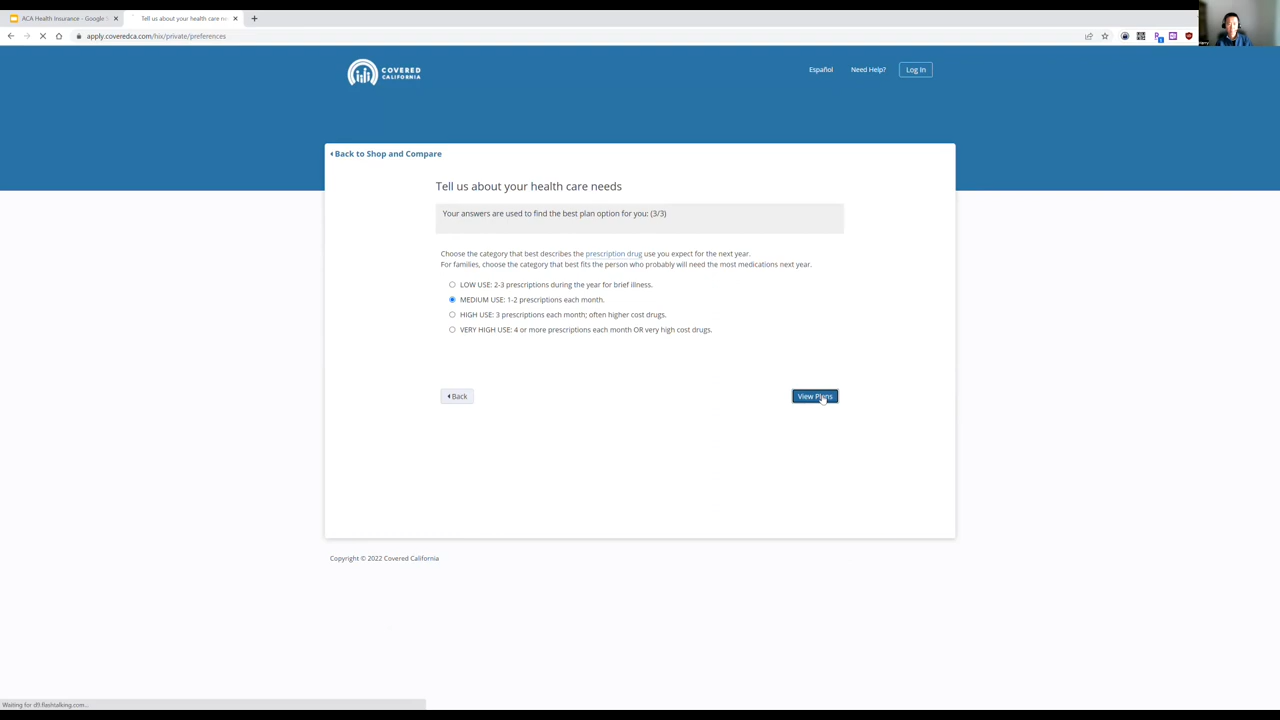 ACA Health Insurance - Google
Tell us about your health care ne
apply.coveredca.com/hix/private/preferences
COVERED
CALIFORNIA
Español
Need Help?
Log In
Back to Shop and Compare
Tell us about your health care needs
Your answers are used to find the best plan option for you: (3/3)
Choose the category that best describes the prescription drug use you expect for the next year.
For families, choose the category that best fits the person who probably will need the most medications next year.
LOW USE: 2-3 prescriptions during the year for brief illness.
MEDIUM USE: 1-2 prescriptions each month.
HIGH USE: 3 prescriptions each month; often higher cost drugs.
VERY HIGH USE: 4 or more prescriptions each month OR very high cost drugs.
Back
View Plans
Copyright © 2022 Covered California
Waiting for d9.flashtalking.com...